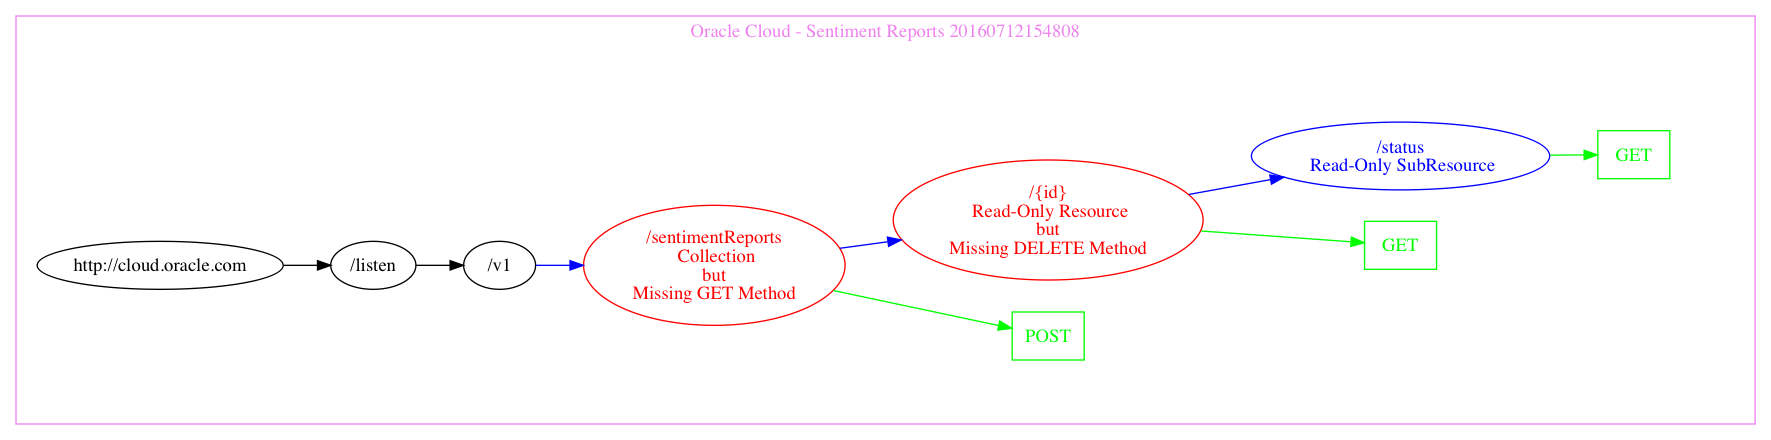 Oracle Cloud - Sentiment Reports 20160712154808
http://cloud.oracle.com
/listen
/v1
/sentimentReports
Collection
but
Missing GET Method
/{id}
Read-Only Resource
but
Missing DELETE Method
/status
Read-Only SubResource
GET
GET
POST